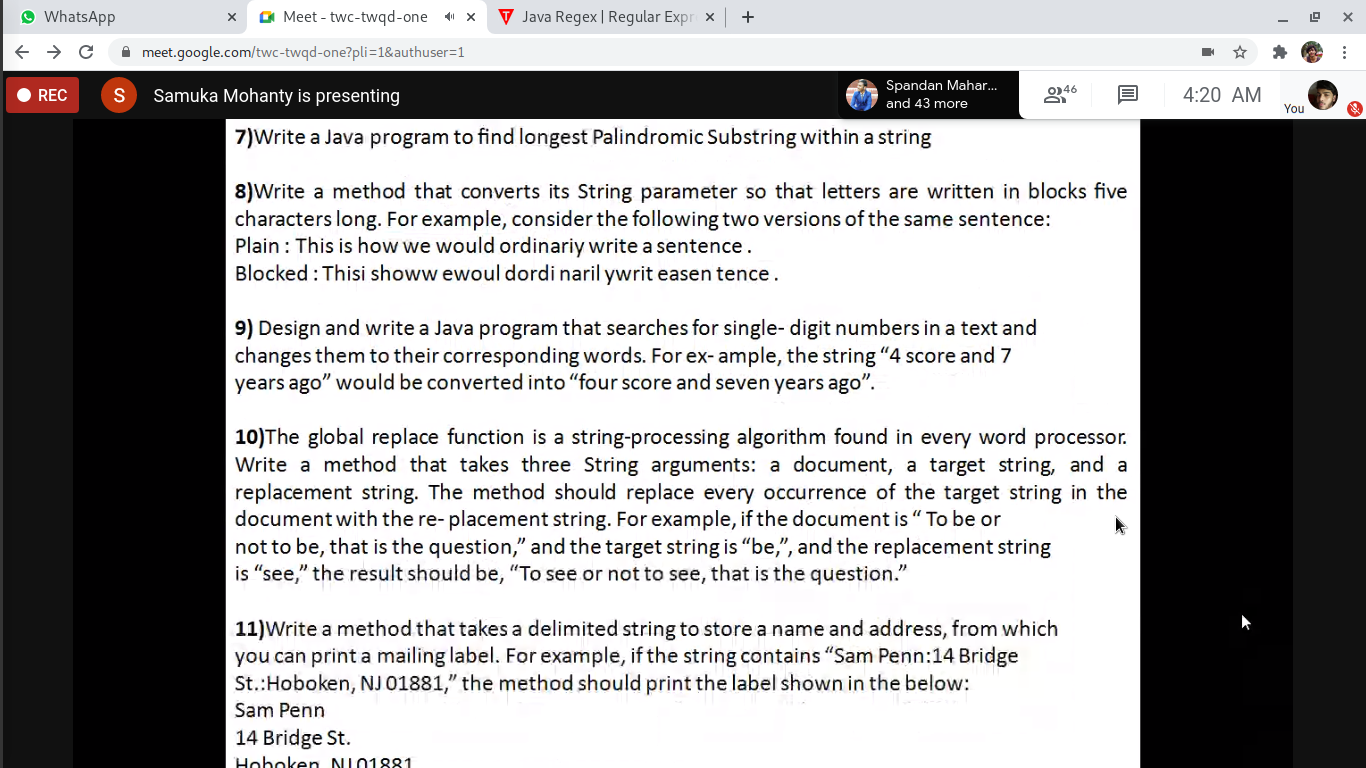 WhatsApp
Meet - twc-twqd-one
Java Regex | Regular Expr
meet.google.com/twc-twqd-one?pli=1&authuser=1
REC
S
Samuka Mohanty is presenting
Spandan Mahar...
and 43 more
46
4:20 AM
You
7)Write a Java program to find longest Palindromic Substring within a string
8)Write a method that converts its String parameter so that letters are written in blocks five
characters long. For example, consider the following two versions of the same sentence:
Plain : This is how we would ordinariy write a sentence .
Blocked : Thisi showw ewoul dordi naril ywrit easen tence .
9) Design and write a Java program that searches for single- digit numbers in a text and
changes them to their corresponding words. For ex- ample, the string “4 score and 7
years ago” would be converted into “four score and seven years ago”.
10)The global replace function is a string-processing algorithm found in every word processor.
Write a method that takes three String arguments: a document, a target string, and a
replacement string. The method should replace every occurrence of the target string in the
document with the re- placement string. For example, if the document is “ To be or
not to be, that is the question,” and the target string is “be,”, and the replacement string
is “see,” the result should be, “To see or not to see, that is the question.”
11)Write a method that takes a delimited string to store a name and address, from which
you can print a mailing label. For example, if the string contains “Sam Penn:14 Bridge
St.:Hoboken, NJ 01881,” the method should print the label shown in the below:
Sam Penn
14 Bridge St.
Hoboken, NJ 01881